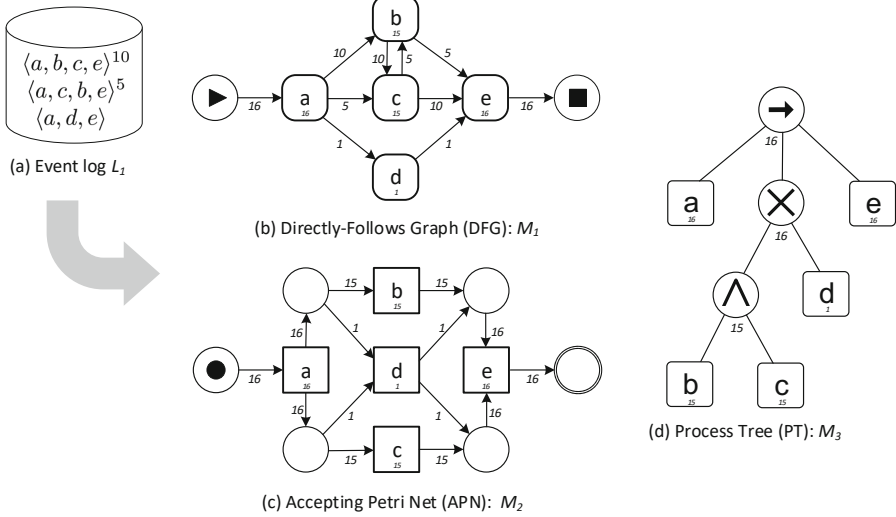 ⟨a, b, c, e⟩^10
⟨a, c, b, e⟩^5
⟨a, d, e⟩
(a) Event log L1
16
a
16
10
5
1
b
15
10
5
c
15
d
1
5
10
1
e
16
16
(b) Directly-Follows Graph (DFG): M1
16
a
16
16
16
15
1
1
15
b
15
d
1
c
15
15
1
1
15
16
16
e
16
16
(c) Accepting Petri Net (APN): M2
16
a
16
16
e
16
15
d
1
b
15
c
15
(d) Process Tree (PT): M3